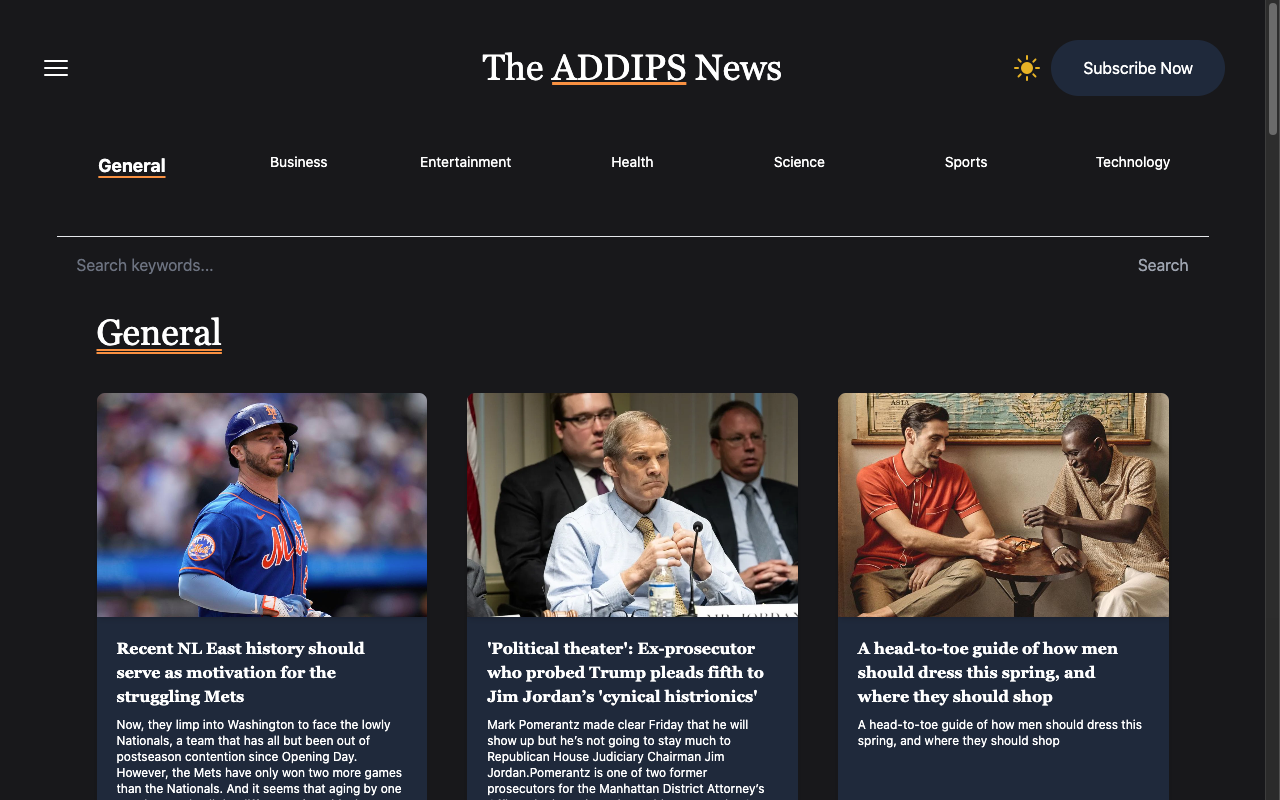 The ADDIPS News
Subscribe Now
General
Business
Entertainment
Health
Science
Sports
Technology
Search keywords...
Search
General
ASIA
Mets
Recent NL East history should
serve as motivation for the
struggling Mets
Now, they limp into Washington to face the lowly
Nationals, a team that has all but been out of
postseason contention since Opening Day.
However, the Mets have only won two more games
than the Nationals. And it seems that aging by one
'Political theater': Ex-prosecutor
who probed Trump pleads fifth to
Jim Jordan’s 'cynical histrionics'
Mark Pomerantz made clear Friday that he will
show up but he’s not going to stay much to
Republican House Judiciary Chairman Jim
Jordan.Pomerantz is one of two former
prosecutors for the Manhattan District Attorney’s
A head-to-toe guide of how men
should dress this spring, and
where they should shop
A head-to-toe guide of how men should dress this
spring, and where they should shop